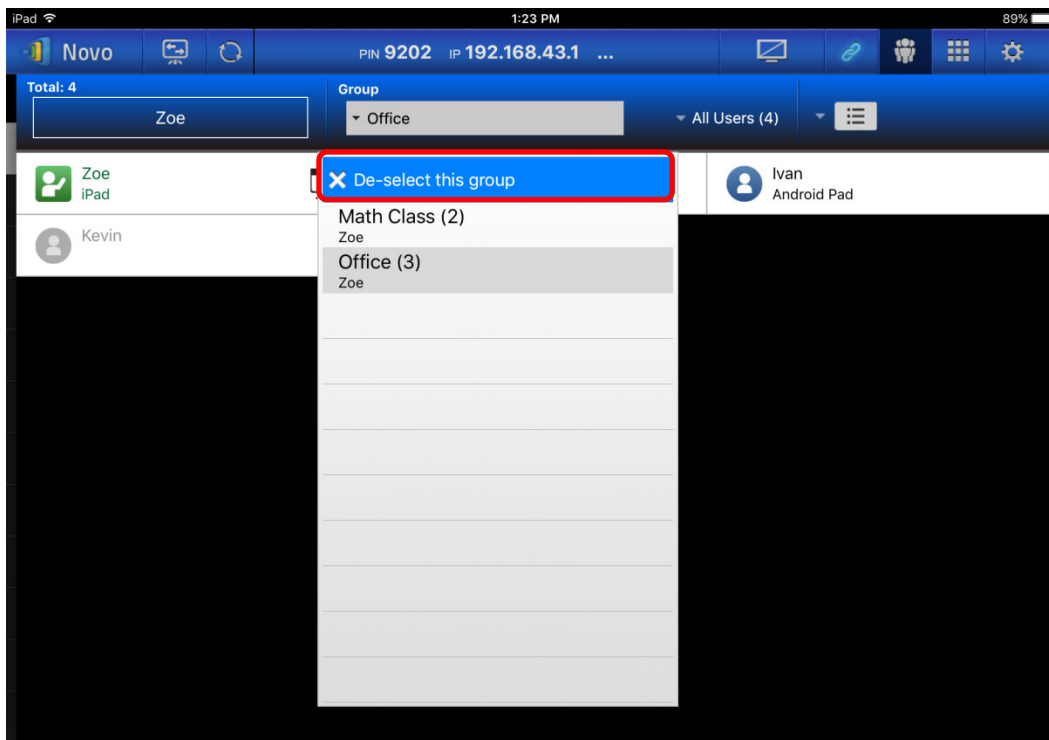 iPad 1:23 PM 89%
Novo PIN 9202 IP 192.168.43.1 ...
Total: 4
Zoe
Group
Office
All Users (4)
Zoe
iPad
De-select this group
Ivan
Android Pad
Kevin
Math Class (2)
Zoe
Office (3)
Zoe